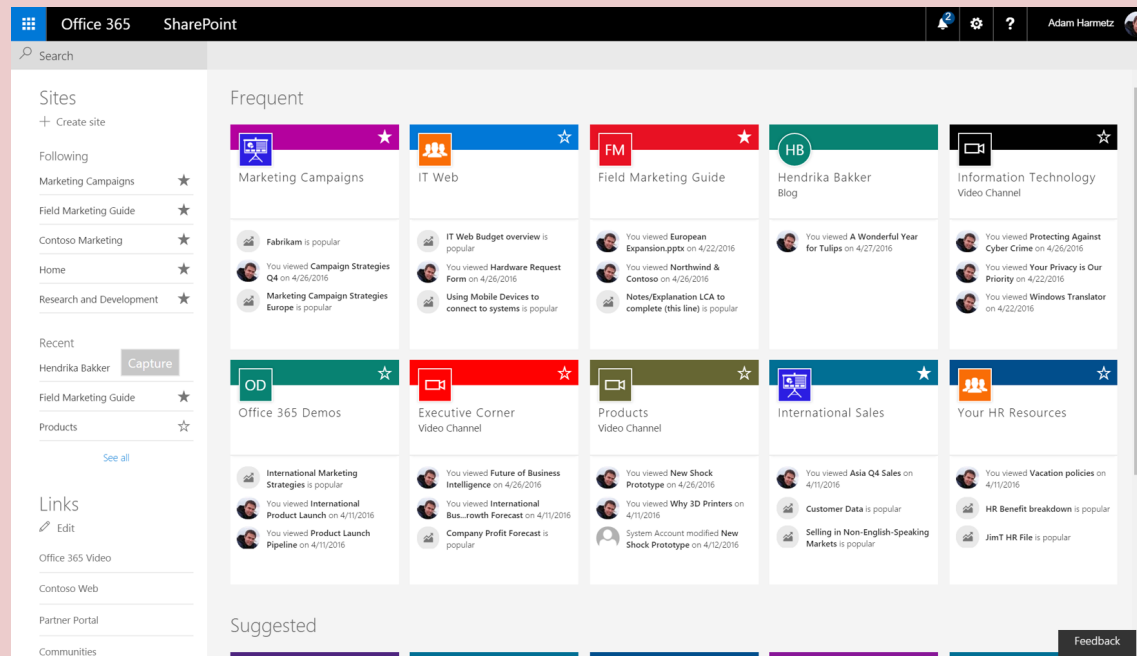 Office 365
SharePoint
2
?
Adam Harmetz
Search
Sites
Create site
Following
Marketing Campaigns
Field Marketing Guide
Contoso Marketing
Home
Research and Development
Recent
Hendrika Bakker
Capture
Field Marketing Guide
Products
See all
Links
Edit
Office 365 Video
Contoso Web
Partner Portal
Communities
Frequent
Marketing Campaigns
Fabrikam is popular
You viewed Campaign Strategies
Q4 on 4/26/2016
Marketing Campaign Strategies
Europe is popular
IT Web
IT Web Budget overview is
popular
You viewed Hardware Request
Form on 4/26/2016
Using Mobile Devices to
connect to systems is popular
FM
Field Marketing Guide
You viewed European
Expansion.pptx on 4/22/2016
You viewed Northwind &
Contoso on 4/26/2016
Notes/Explanation LCA to
complete (this line) is popular
HB
Hendrika Bakker
Blog
You viewed A Wonderful Year
for Tulips on 4/27/2016
Information Technology
Video Channel
You viewed Protecting Against
Cyber Crime on 4/26/2016
You viewed Your Privacy is Our
Priority on 4/22/2016
You viewed Windows Translator
on 4/22/2016
OD
Office 365 Demos
International Marketing
Strategies is popular
You viewed International
Product Launch on 4/11/2016
You viewed Product Launch
Pipeline on 4/11/2016
Executive Corner
Video Channel
You viewed Future of Business
Intelligence on 4/26/2016
You viewed International
Bus...rowth Forecast on 4/11/2016
Company Profit Forecast is
popular
Products
Video Channel
You viewed New Shock
Prototype on 4/26/2016
You viewed Why 3D Printers on
4/11/2016
System Account modified New
Shock Prototype on 4/12/2016
International Sales
You viewed Asia Q4 Sales on
4/11/2016
Customer Data is popular
Selling in Non-English-Speaking
Markets is popular
Your HR Resources
You viewed Vacation policies on
4/11/2016
HR Benefit breakdown is popular
JimT HR File is popular
Suggested
Feedback